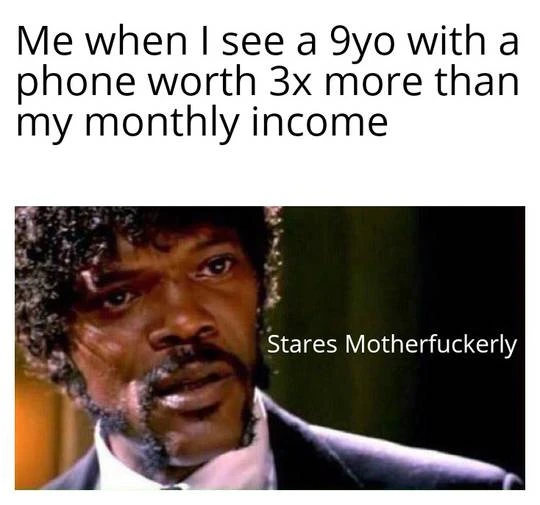 Me when I see a 9yo with a
phone worth 3x more than
my monthly income
Stares Motherfuckerly